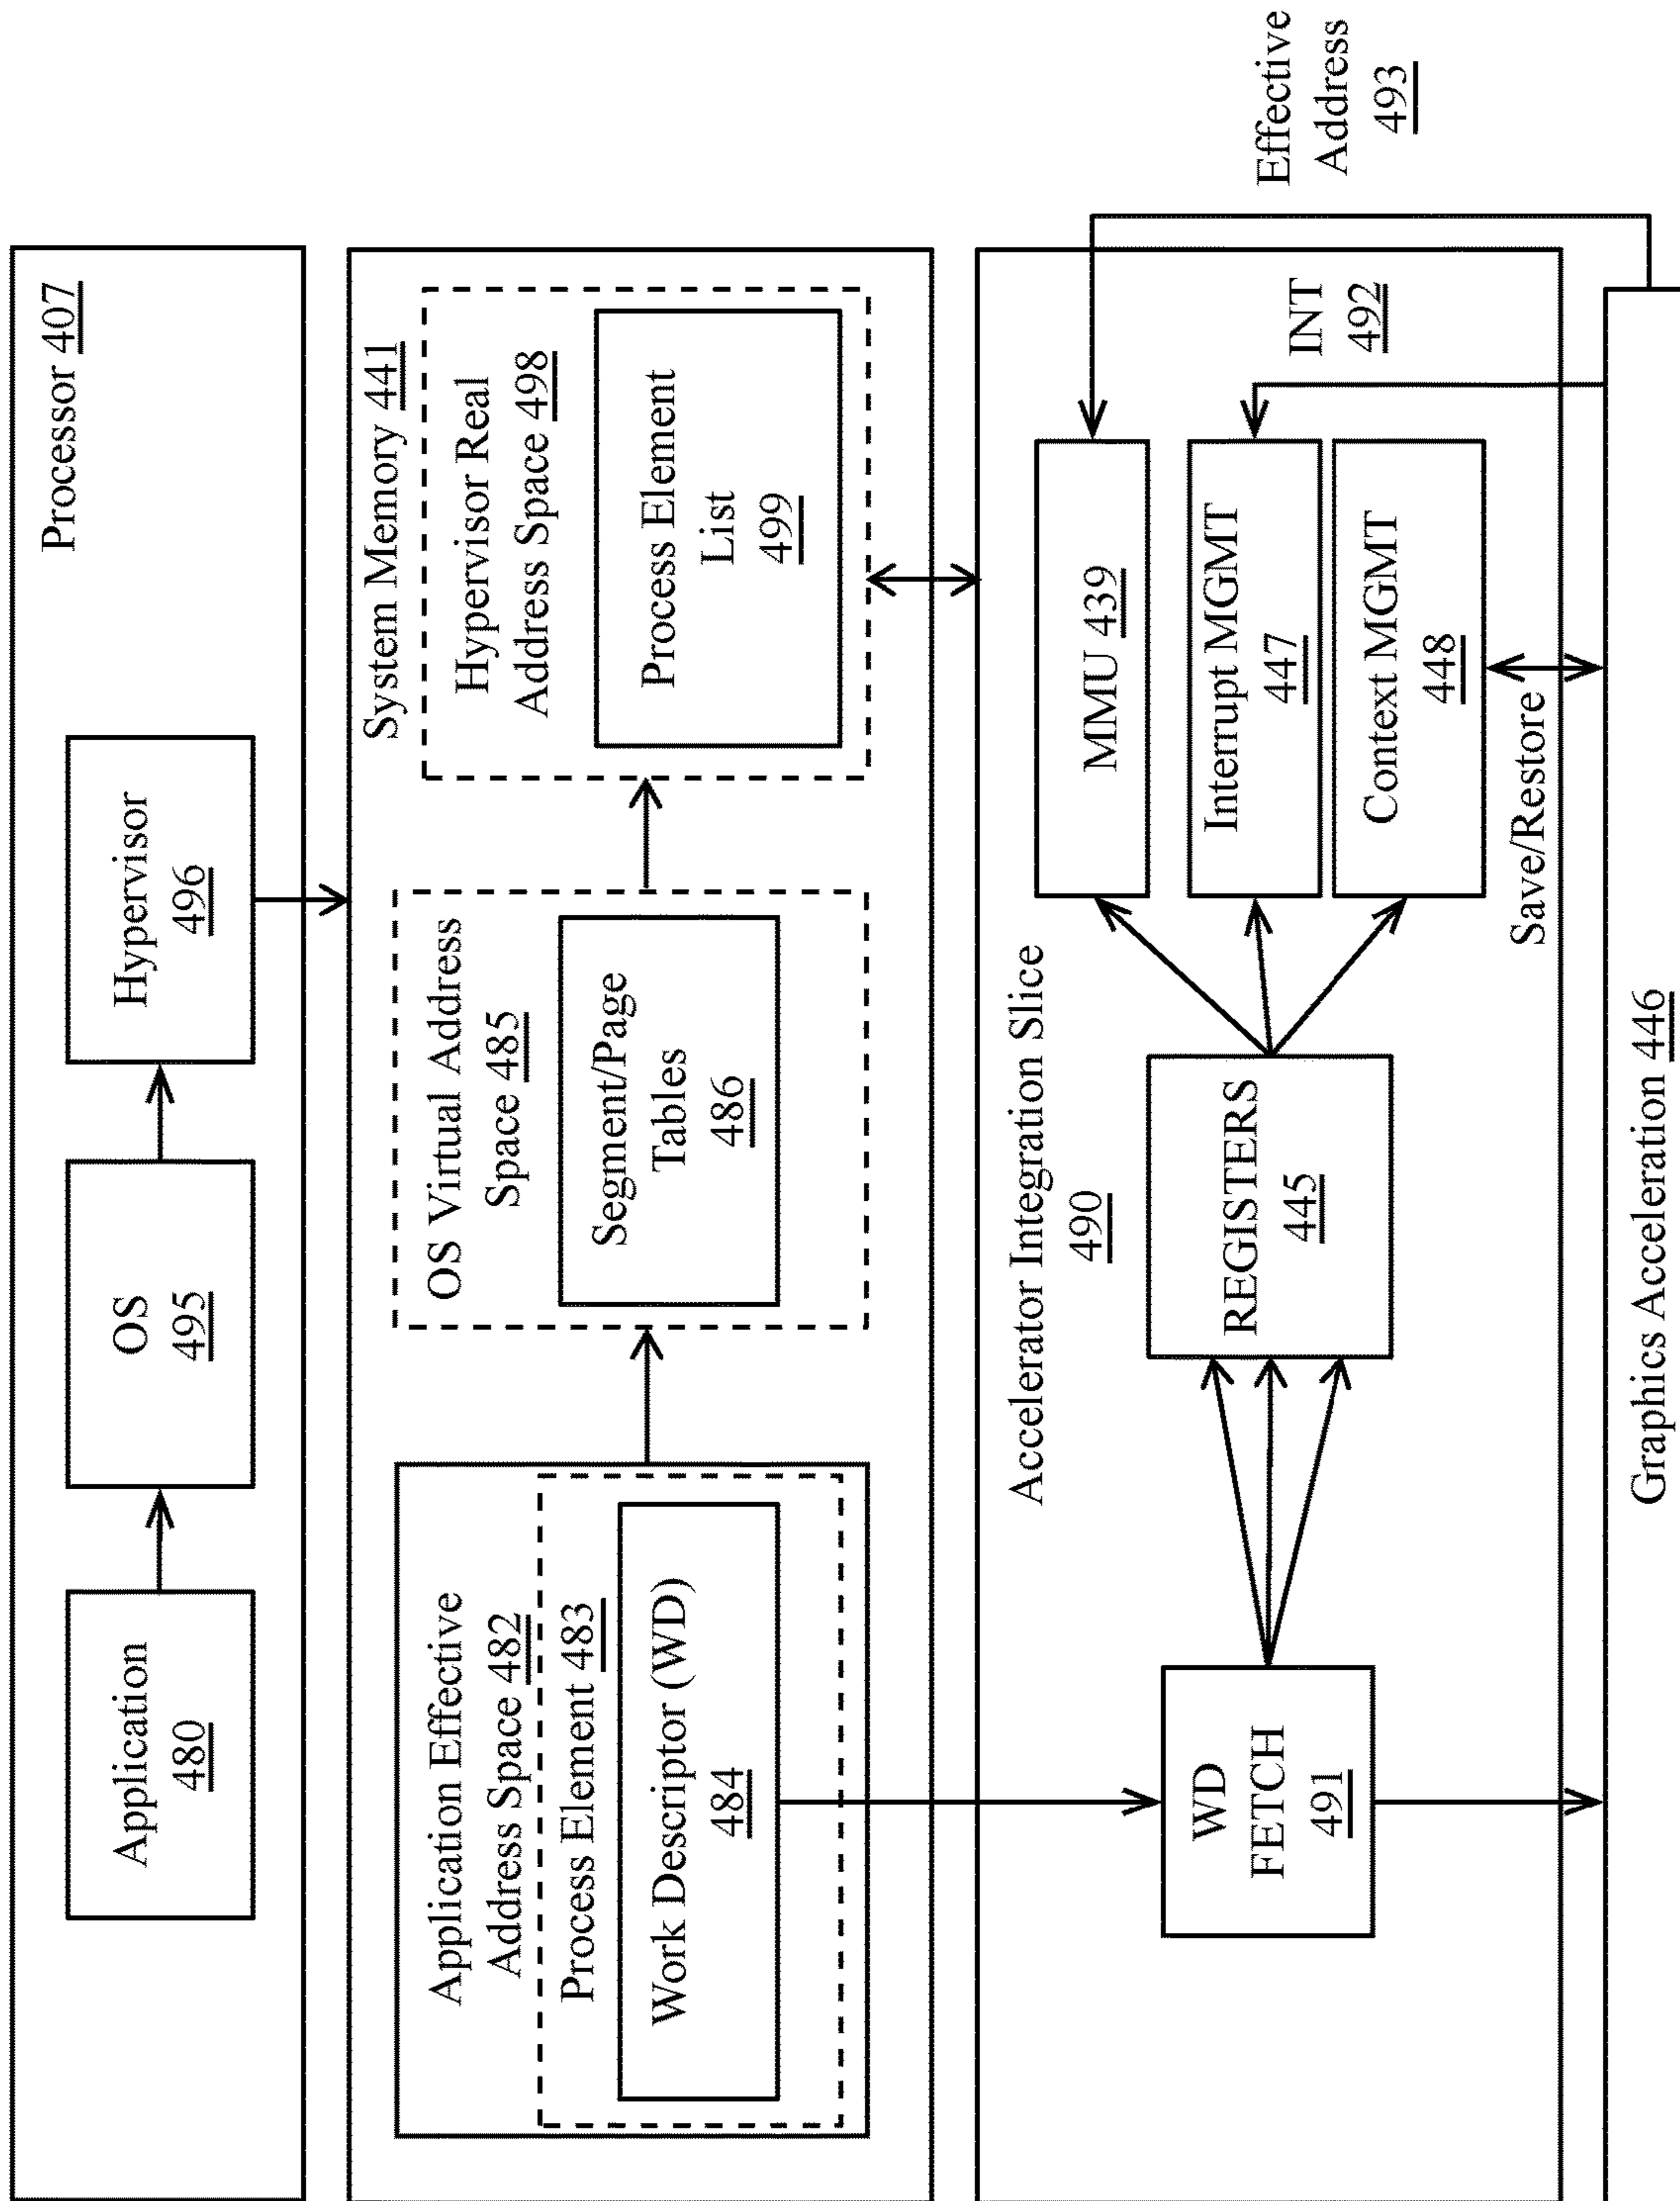 Processor 407
Application
480
OS
495
Hypervisor
496
System Memory 441
Application Effective
Address Space 482
Process Element 483
Work Descriptor (WD)
484
OS Virtual Address
Space 485
Segment/Page
Tables
486
Hypervisor Real
Address Space 498
Process Element
List
499
Accelerator Integration Slice
490
WD
FETCH
491
REGISTERS
445
MMU 439
Interrupt MGMT
447
Context MGMT
448
INT
492
Effective
Address
493
Save/Restore
Graphics Acceleration 446